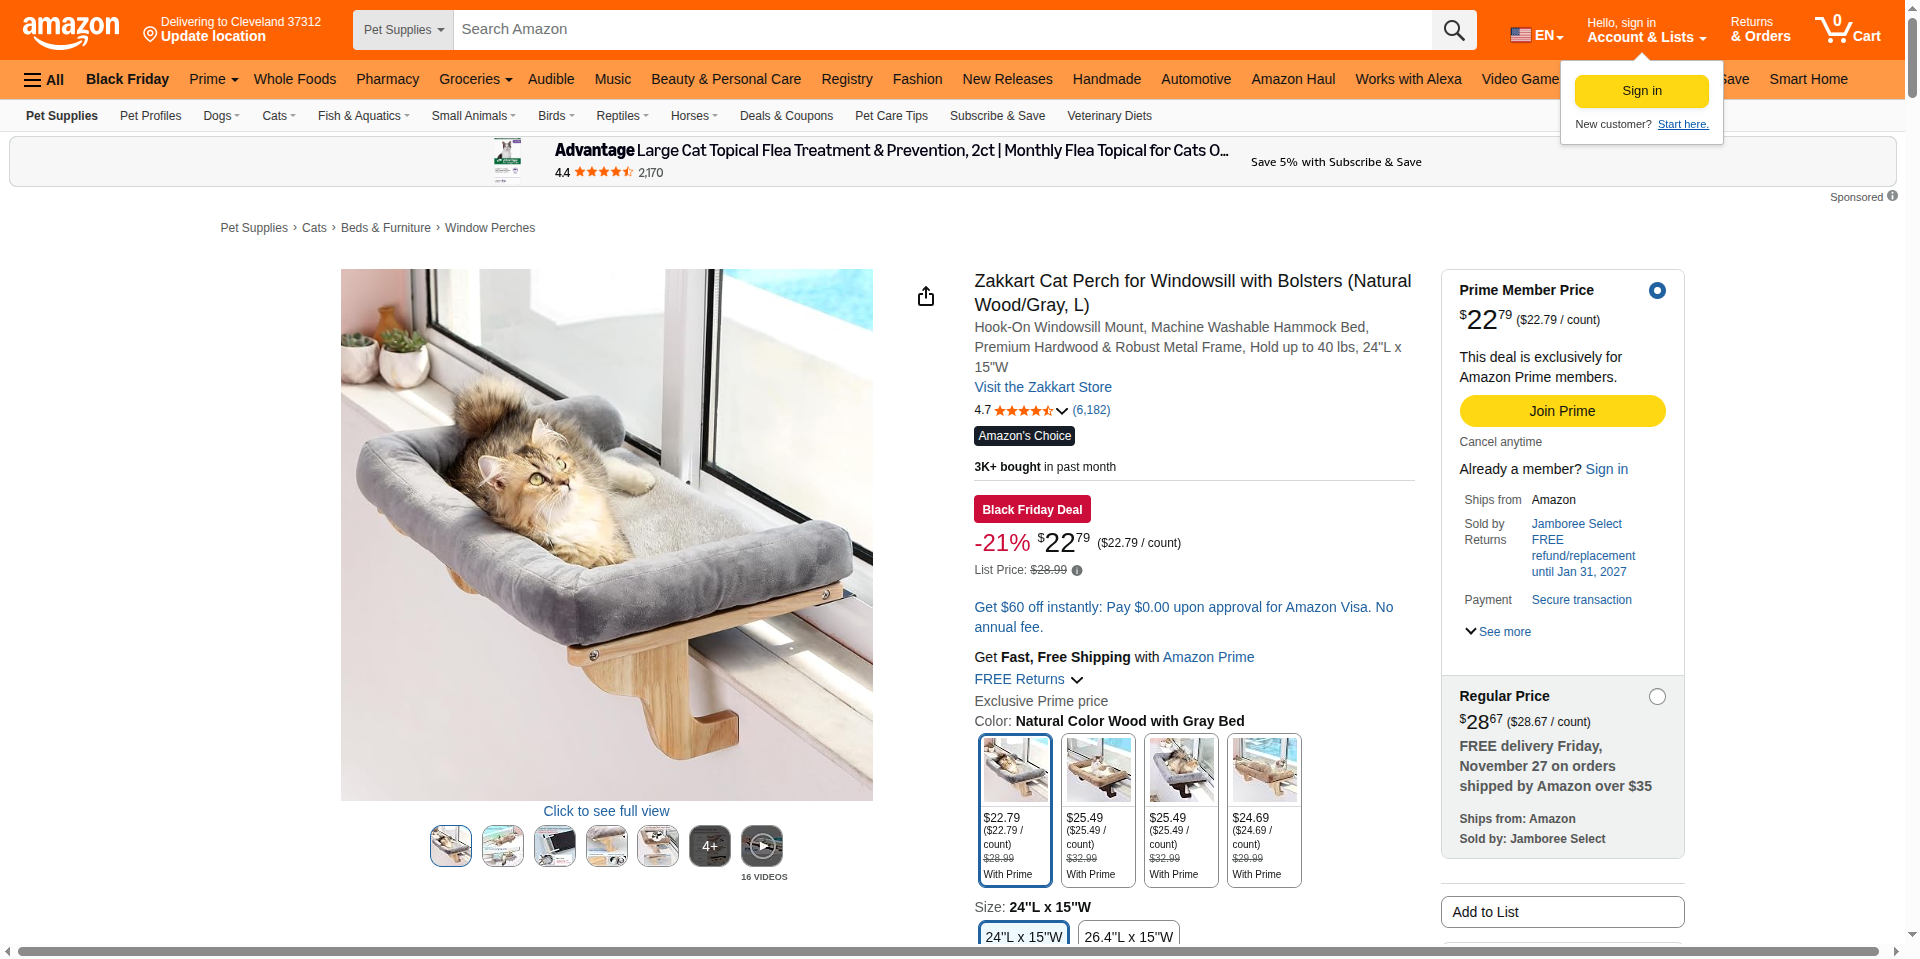 amazon
Delivering to Cleveland 37312
Update location
Pet Supplies
Search Amazon
EN
Hello, sign in
Account & Lists
Returns
& Orders
0
Cart
All
Black Friday
Prime
Whole Foods
Pharmacy
Groceries
Audible
Music
Beauty & Personal Care
Registry
Fashion
New Releases
Handmade
Automotive
Amazon Haul
Works with Alexa
Video Game
Save
Smart Home
Sign in
New customer? Start here.
Pet Supplies
Pet Profiles
Dogs
Cats
Fish & Aquatics
Small Animals
Birds
Reptiles
Horses
Deals & Coupons
Pet Care Tips
Subscribe & Save
Veterinary Diets
Advantage Large Cat Topical Flea Treatment & Prevention, 2ct | Monthly Flea Topical for Cats O...
4.4 2,170
Save 5% with Subscribe & Save
Sponsored
Pet Supplies › Cats › Beds & Furniture › Window Perches
Click to see full view
4+
16 VIDEOS
Zakkart Cat Perch for Windowsill with Bolsters (Natural
Wood/Gray, L)
Hook-On Windowsill Mount, Machine Washable Hammock Bed,
Premium Hardwood & Robust Metal Frame, Hold up to 40 lbs, 24"L x
15"W
Visit the Zakkart Store
4.7 (6,182)
Amazon's Choice
3K+ bought in past month
Black Friday Deal
-21% $22 79 ($22.79 / count)
List Price: $28.99
Get $60 off instantly: Pay $0.00 upon approval for Amazon Visa. No
annual fee.
Get Fast, Free Shipping with Amazon Prime
FREE Returns
Exclusive Prime price
Color: Natural Color Wood with Gray Bed
$22.79
($22.79 /
count)
$28.99
With Prime
$25.49
($25.49 /
count)
$32.99
With Prime
$25.49
($25.49 /
count)
$32.99
With Prime
$24.69
($24.69 /
count)
$29.99
With Prime
Size: 24''L x 15''W
24''L x 15''W
26.4''L x 15''W
Prime Member Price
$22 79 ($22.79 / count)
This deal is exclusively for
Amazon Prime members.
Join Prime
Cancel anytime
Already a member? Sign in
Ships from Amazon
Sold by Jamboree Select
Returns FREE
refund/replacement
until Jan 31, 2027
Payment Secure transaction
See more
Regular Price
$28 67 ($28.67 / count)
FREE delivery Friday,
November 27 on orders
shipped by Amazon over $35
Ships from: Amazon
Sold by: Jamboree Select
Add to List